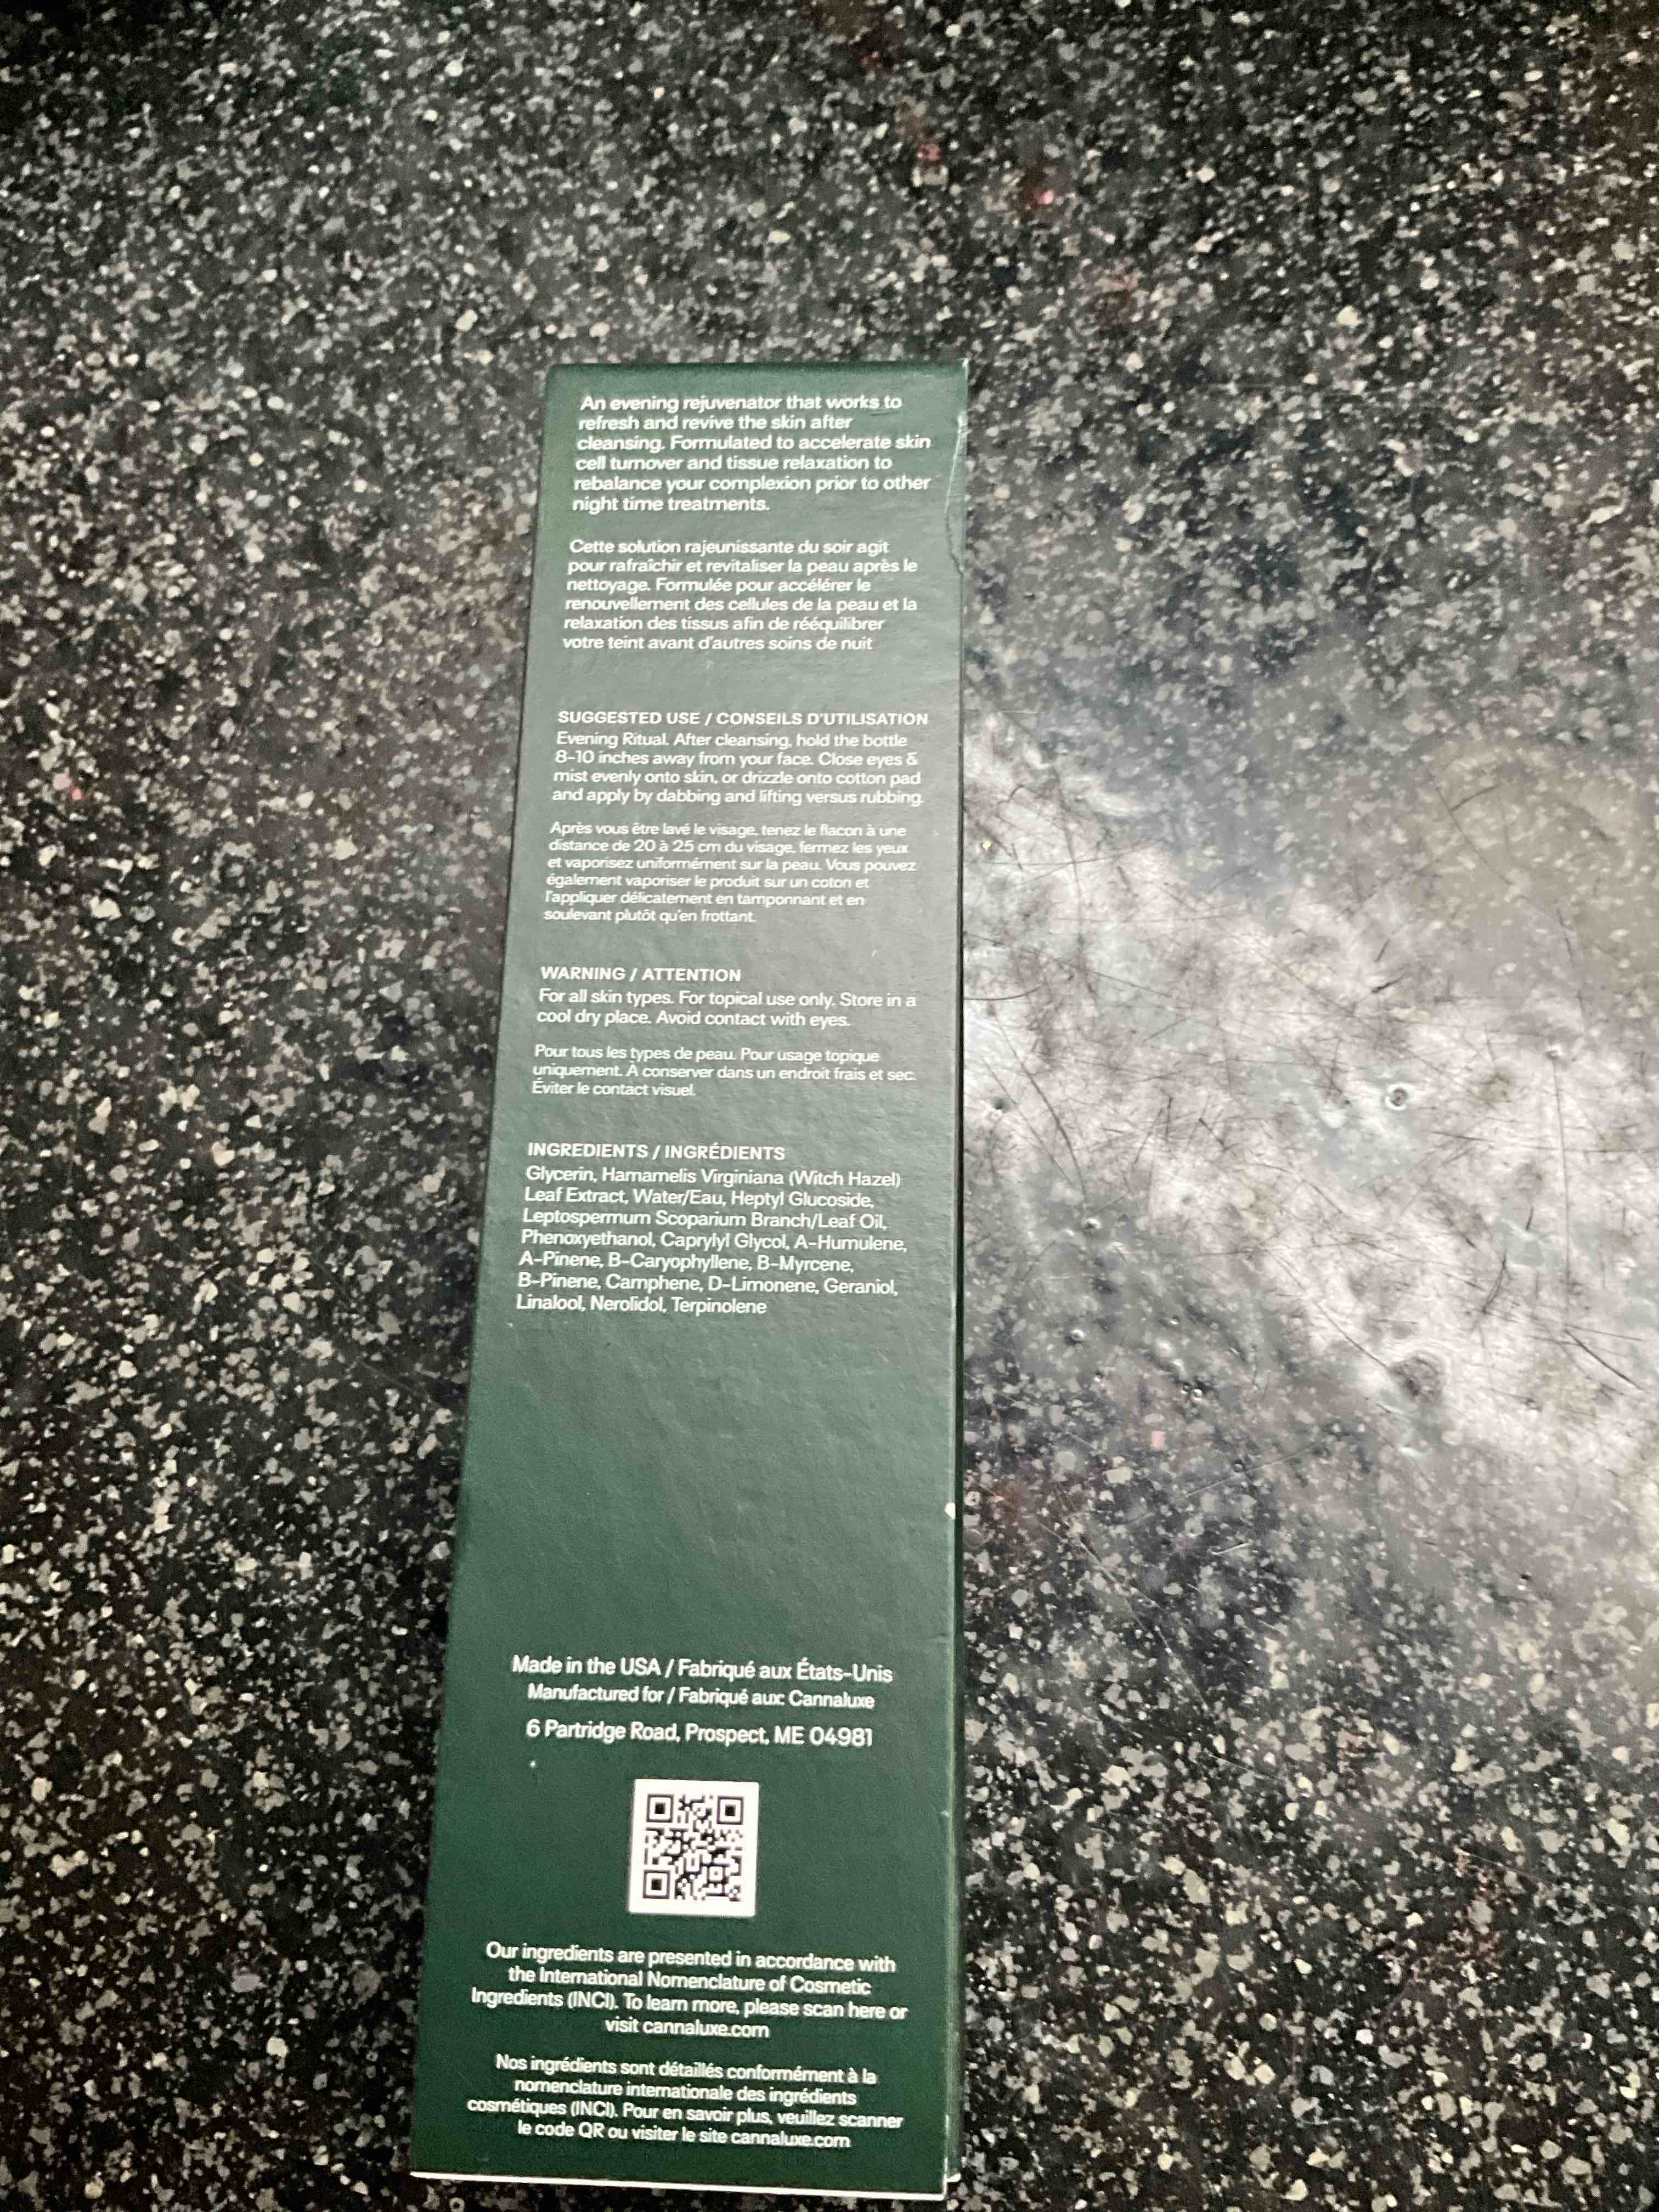 An evening rejuvenator that works to
refresh and revive the skin after
cleansing. Formulated to accelerate skin
cell turnover and tissue relaxation to
rebalance your complexion prior to other
night time treatments.
Cette solution rajeunissante du soir agit
pour rafraîchir et revitaliser la peau après le
nettoyage. Formulée pour accélérer le
renouvellement des cellules de la peau et la
relaxation des tissus afin de rééquilibrer
votre teint avant d'autres soins de nuit
SUGGESTED USE / CONSEILS D'UTILISATION
Evening Ritual. After cleansing, hold the bottle
8-10 inches away from your face. Close eyes &
mist evenly onto skin, or drizzle onto cotton pad
and apply by dabbing and lifting versus rubbing.
Après vous être lavé le visage, tenez le flacon à une
distance de 20 à 25 cm du visage, fermez les yeux
et vaporisez uniformément sur la peau. Vous pouvez
également vaporiser le produit sur un coton et
l'appliquer délicatement en tamponnant et en
soulevant plutôt qu'en frottant.
WARNING / ATTENTION
For all skin types. For topical use only. Store in a
cool dry place. Avoid contact with eyes.
Pour tous les types de peau. Pour usage topique
uniquement. À conserver dans un endroit frais et sec.
Éviter le contact visuel.
INGREDIENTS / INGRÉDIENTS
Glycerin, Hamamelis Virginiana (Witch Hazel)
Leaf Extract, Water/Eau, Heptyl Glucoside,
Leptospermum Scoparium Branch/Leaf Oil,
Phenoxyethanol, Caprylyl Glycol, A-Humulene,
A-Pinene, B-Caryophyllene, B-Myrcene,
B-Pinene, Camphene, D-Limonene, Geraniol,
Linalool, Nerolidol, Terpinolene
Made in the USA / Fabriqué aux États-Unis
Manufactured for / Fabriqué aux: Cannaluxe
6 Partridge Road, Prospect, ME 04981
Our ingredients are presented in accordance with
the International Nomenclature of Cosmetic
Ingredients (INCI). To learn more, please scan here or
visit cannaluxe.com
Nos ingrédients sont détaillés conformément à la
nomenclature internationale des ingrédients
cosmétiques (INCI). Pour en savoir plus, veuillez scanner
le code QR ou visiter le site cannaluxe.com